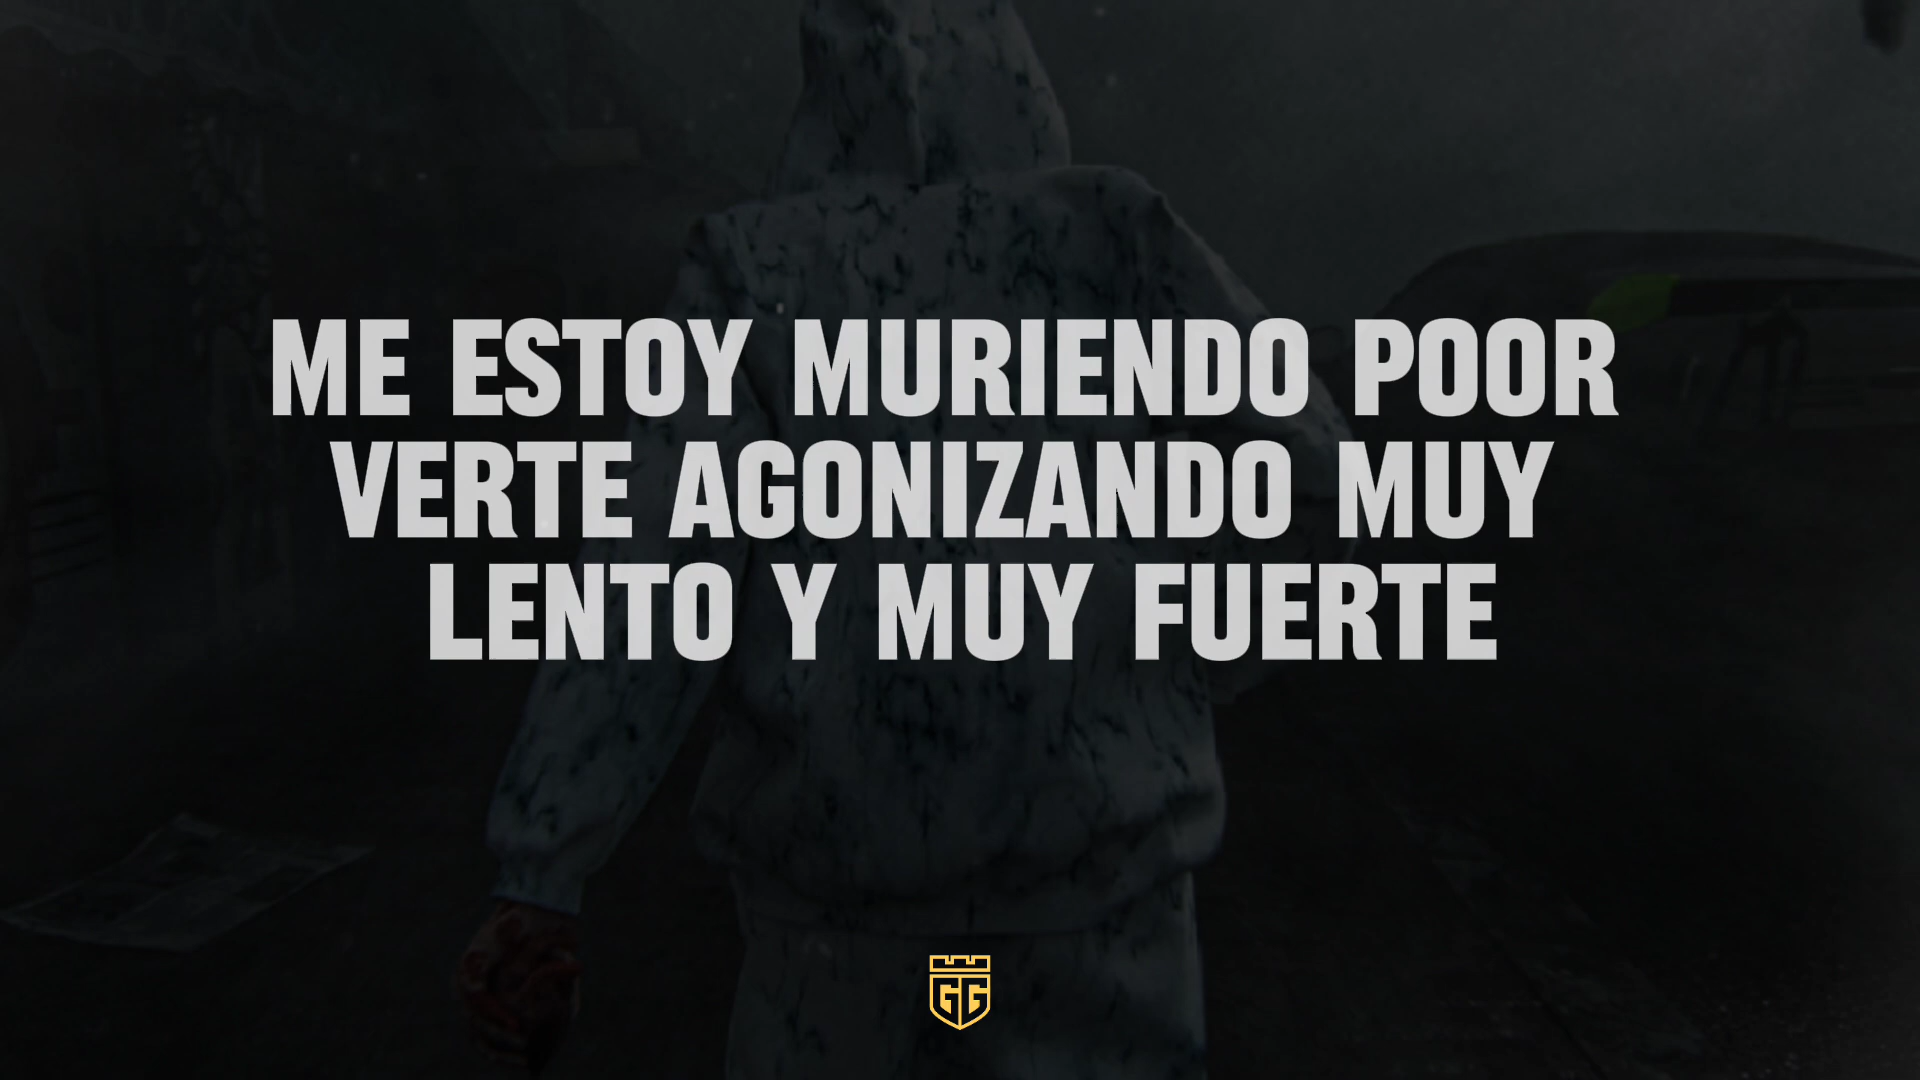 ME ESTOY MURIENDO POOR
VERTE AGONIZANDO MUY
LENTO Y MUY FUERTE
GG